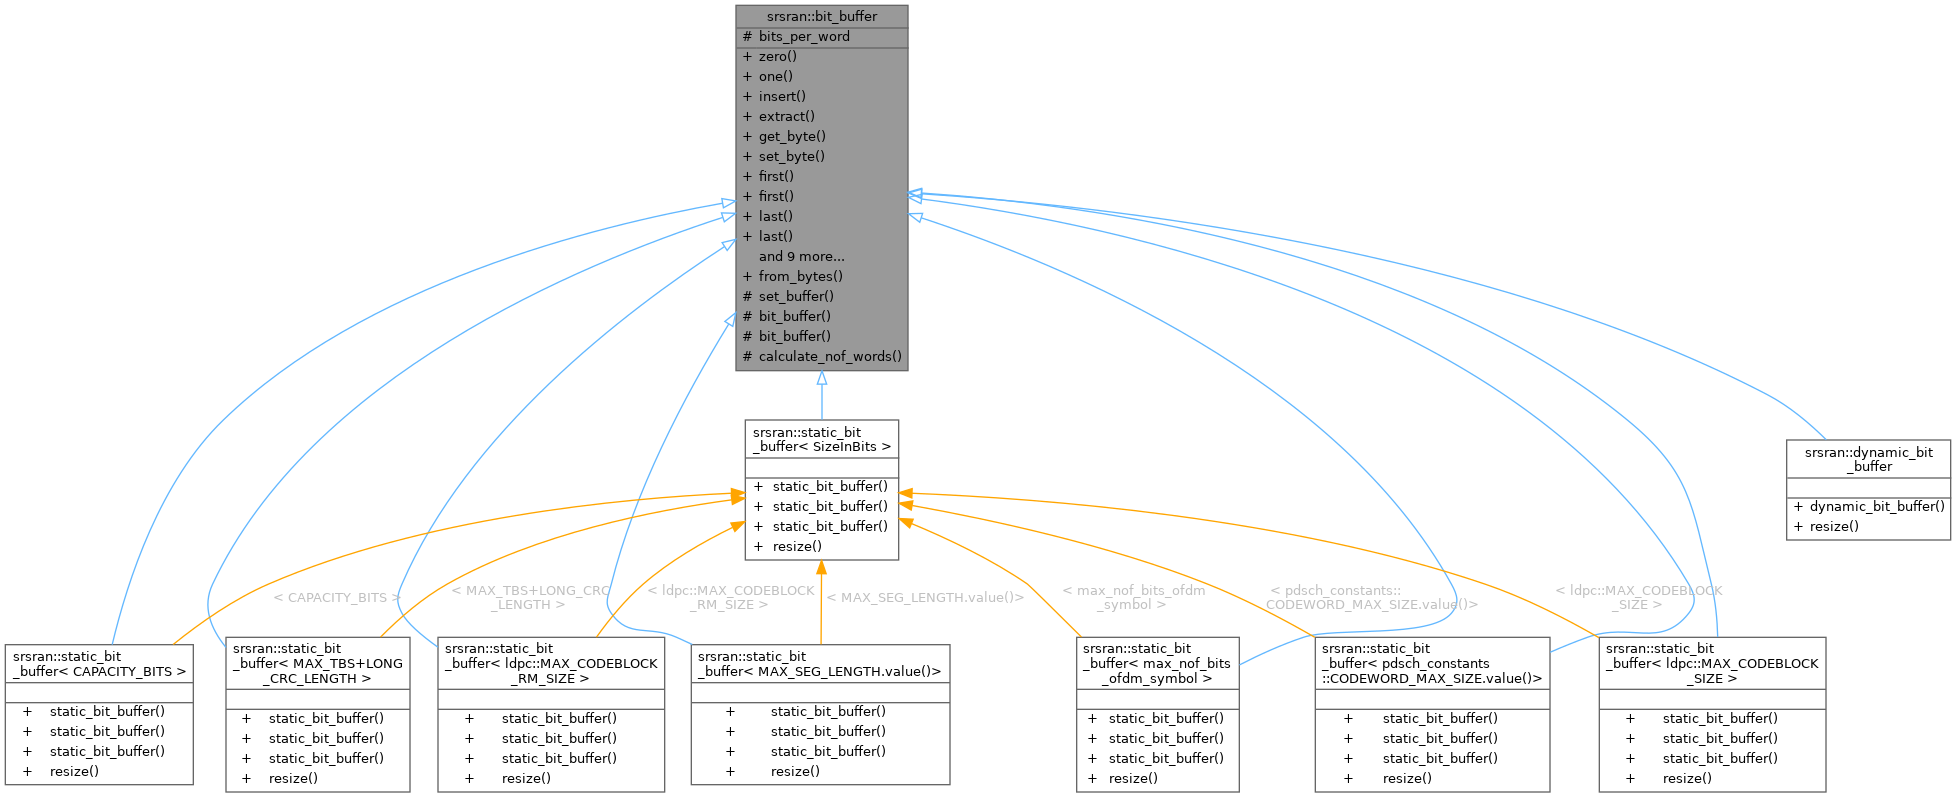 srsran::bit_buffer
# bits_per_word
+ zero()
+ one()
+ insert()
+ extract()
+ get_byte()
+ set_byte()
+ first()
+ first()
+ last()
+ last()
and 9 more...
+ from_bytes()
# set_buffer()
# bit_buffer()
# bit_buffer()
# calculate_nof_words()
srsran::static_bit
_buffer< SizeInBits >
+ static_bit_buffer()
+ static_bit_buffer()
+ static_bit_buffer()
+ resize()
srsran::dynamic_bit
_buffer
+ dynamic_bit_buffer()
+ resize()
< CAPACITY_BITS >
< MAX_TBS+LONG_CRC
_LENGTH >
< ldpc::MAX_CODEBLOCK
_RM_SIZE >
< MAX_SEG_LENGTH.value()>
< max_nof_bits_ofdm
_symbol >
< pdsch_constants::
CODEWORD_MAX_SIZE.value()>
< ldpc::MAX_CODEBLOCK
_SIZE >
srsran::static_bit
_buffer< CAPACITY_BITS >
+ static_bit_buffer()
+ static_bit_buffer()
+ static_bit_buffer()
+ resize()
srsran::static_bit
_buffer< MAX_TBS+LONG
_CRC_LENGTH >
+ static_bit_buffer()
+ static_bit_buffer()
+ static_bit_buffer()
+ resize()
srsran::static_bit
_buffer< ldpc::MAX_CODEBLOCK
_RM_SIZE >
+ static_bit_buffer()
+ static_bit_buffer()
+ static_bit_buffer()
+ resize()
srsran::static_bit
_buffer< MAX_SEG_LENGTH.value()>
+ static_bit_buffer()
+ static_bit_buffer()
+ static_bit_buffer()
+ resize()
srsran::static_bit
_buffer< max_nof_bits
_ofdm_symbol >
+ static_bit_buffer()
+ static_bit_buffer()
+ static_bit_buffer()
+ resize()
srsran::static_bit
_buffer< pdsch_constants
::CODEWORD_MAX_SIZE.value()>
+ static_bit_buffer()
+ static_bit_buffer()
+ static_bit_buffer()
+ resize()
srsran::static_bit
_buffer< ldpc::MAX_CODEBLOCK
_SIZE >
+ static_bit_buffer()
+ static_bit_buffer()
+ static_bit_buffer()
+ resize()